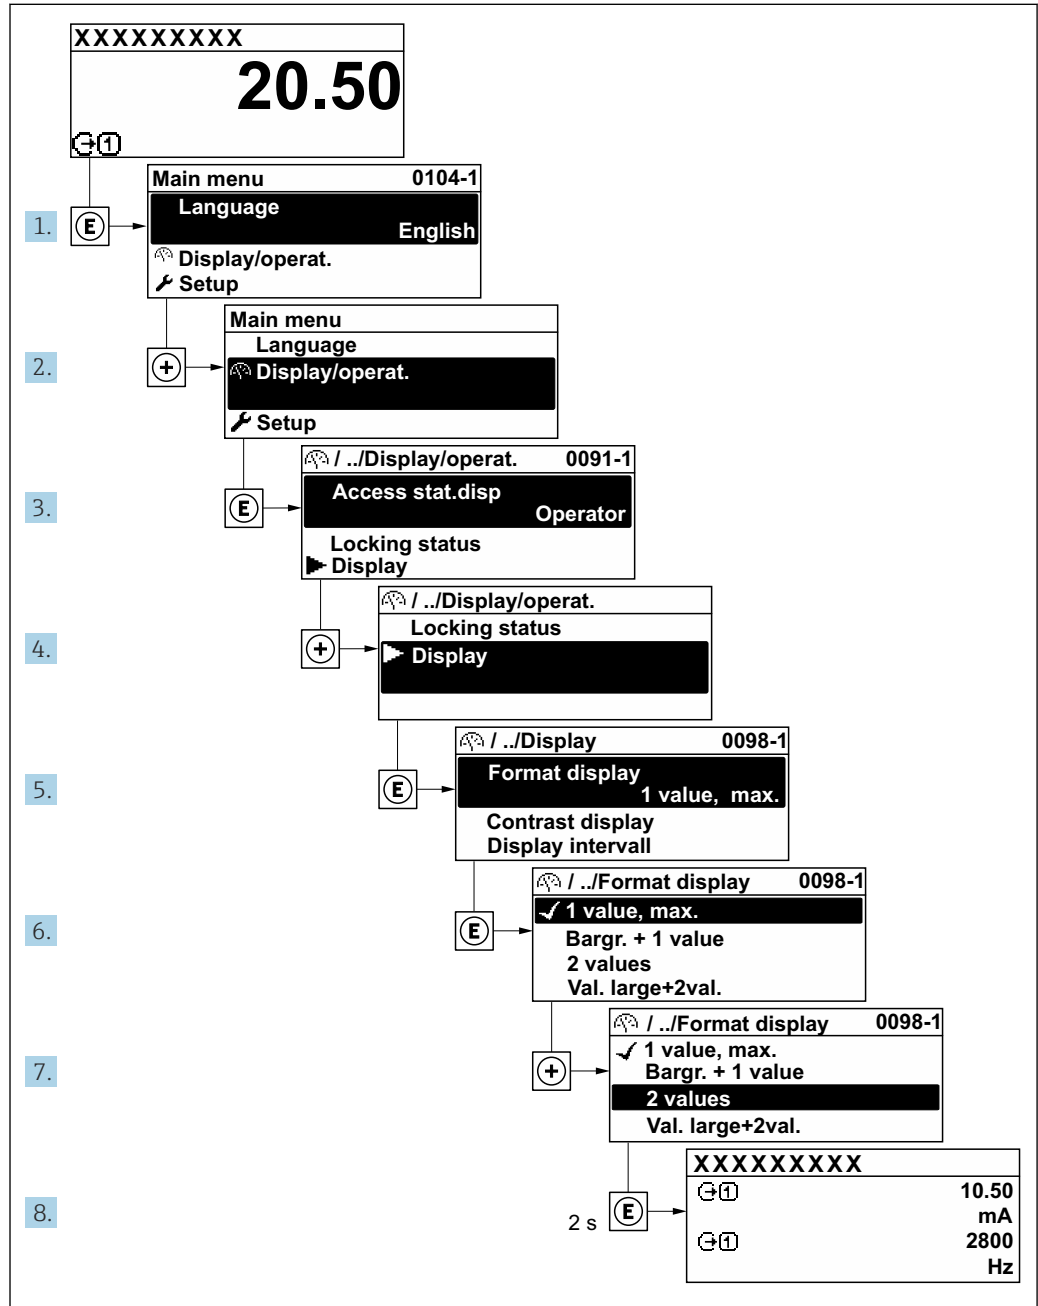 XXXXXXXXX
20.50
1
Main menu 0104-1
Language
1. E English
Display/operat.
Setup
Main menu
Language
2. + Display/operat.
Setup
/ ../Display/operat. 0091-1
Access stat.disp
3. E Operator
Locking status
Display
/ ../Display/operat.
Locking status
4. + Display
/ ../Display 0098-1
Format display
5. E 1 value, max.
Contrast display
Display intervall
/ ../Format display 0098-1
1 value, max.
6. E Bargr. + 1 value
2 values
Val. large+2val.
/ ../Format display 0098-1
1 value, max.
7. + Bargr. + 1 value
2 values
Val. large+2val.
XXXXXXXXX
1 10.50
8. 2 s E mA
1 2800
Hz